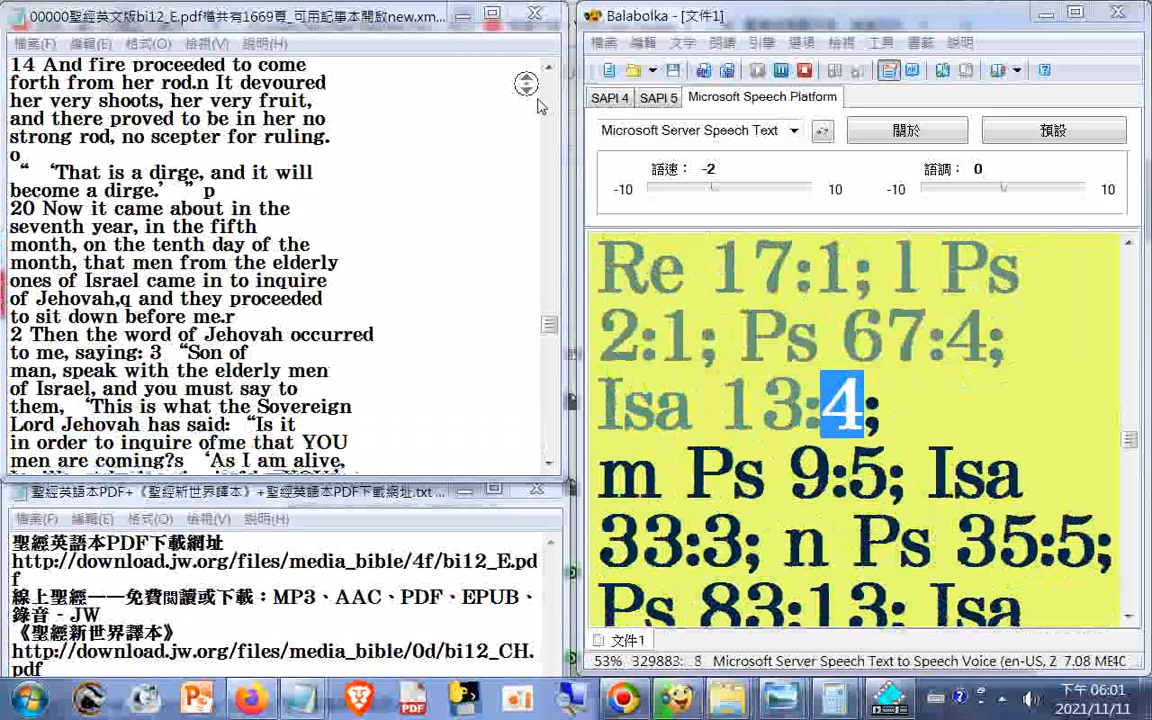 00000聖經英文版bi12_E.pdf檔共有1669頁_可用記事本開啟new.xm...
檔案(F) 編輯(E) 格式(O) 檢視(V) 說明(H)
14 And fire proceeded to come
forth from her rod.n It devoured
her very shoots, her very fruit,
and there proved to be in her no
strong rod, no scepter for ruling.
o
“ ‘That is a dirge, and it will
become a dirge.’ ” p
20 Now it came about in the
seventh year, in the fifth
month, on the tenth day of the
month, that men from the elderly
ones of Israel came in to inquire
of Jehovah,q and they proceeded
to sit down before me.r
2 Then the word of Jehovah occurred
to me, saying: 3 “Son of
man, speak with the elderly men
of Israel, and you must say to
them, ‘This is what the Sovereign
Lord Jehovah has said: “Is it
in order to inquire ofme that YOU
men are coming?s ‘As I am alive,
聖經英語本PDF+《聖經新世界譯本》+聖經英語本PDF下載網址.txt ...
檔案(F) 編輯(E) 格式(O) 檢視(V) 說明(H)
聖經英語本PDF下載網址
http://download.jw.org/files/media_bible/4f/bi12_E.pd
f
線上聖經——免費閱讀或下載：MP3、AAC、PDF、EPUB、
錄音 - JW
《聖經新世界譯本》
http://download.jw.org/files/media_bible/0d/bi12_CH.
pdf
Balabolka - [文件1]
檔案 編輯 文字 朗讀 引擎 選項 檢視 工具 書籤 說明
SAPI 4 SAPI 5 Microsoft Speech Platform
Microsoft Server Speech Text 關於 預設
語速： -2 語調： 0
-10 10 -10 10
Re 17:1; l Ps
2:1; Ps 67:4;
Isa 13:4;
m Ps 9:5; Isa
33:3; n Ps 35:5;
Ps 83:13; Isa
文件1
53% 329883: 8 Microsoft Server Speech Text to Speech Voice (en-US, Z 7.08 ME
下午 06:01
2021/11/11